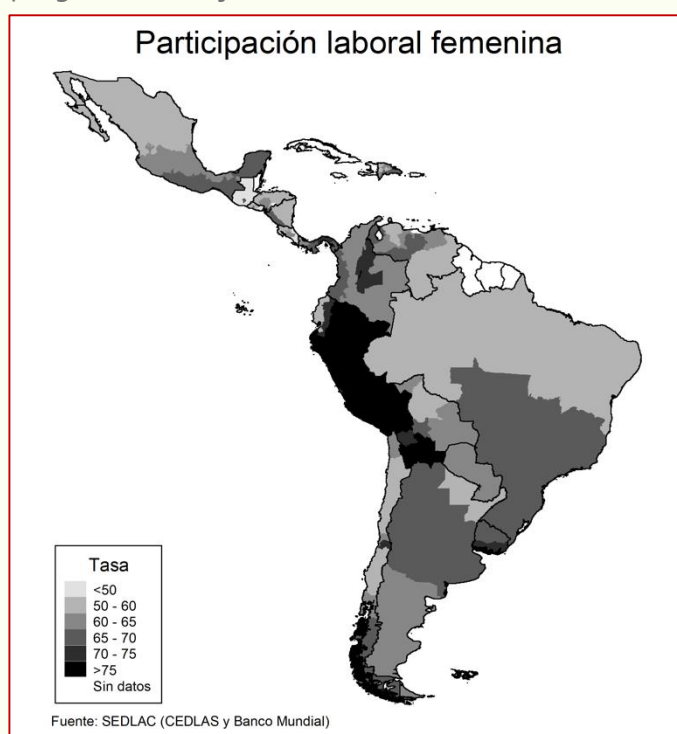 Participación laboral femenina
Tasa
<50
50 - 60
60 - 65
65 - 70
70 - 75
>75
Sin datos
Fuente: SEDLAC (CEDLAS y Banco Mundial)